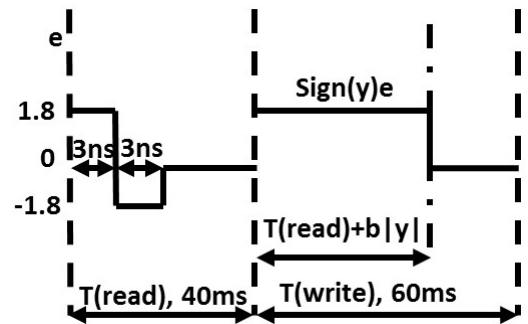 e
Sign(y)e
1.8
3ns 3ns
0
-1.8
T(read)+b|y|
T(read), 40ms T(write), 60ms